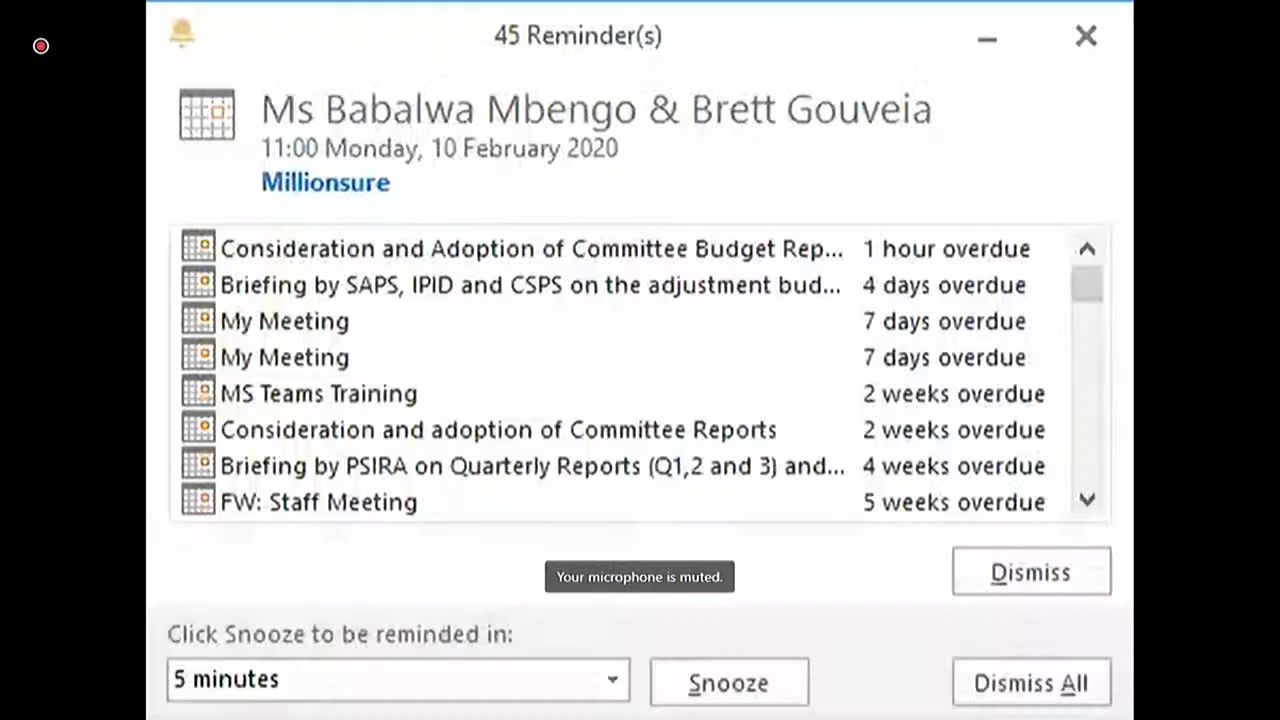 45 Reminder(s)
Ms Babalwa Mbengo & Brett Gouveia
11:00 Monday, 10 February 2020
Millionsure
Consideration and Adoption of Committee Budget Rep... 1 hour overdue
Briefing by SAPS, IPID and CSPS on the adjustment bud... 4 days overdue
My Meeting 7 days overdue
My Meeting 7 days overdue
MS Teams Training 2 weeks overdue
Consideration and adoption of Committee Reports 2 weeks overdue
Briefing by PSIRA on Quarterly Reports (Q1,2 and 3) and... 4 weeks overdue
FW: Staff Meeting 5 weeks overdue
Your microphone is muted.
Dismiss
Click Snooze to be reminded in:
5 minutes Snooze Dismiss All